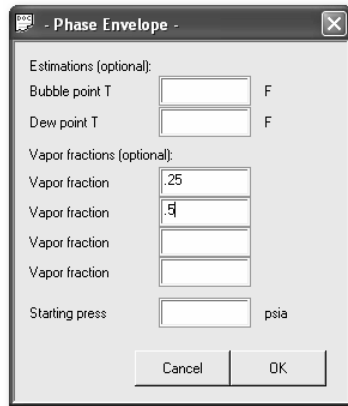 DOC - Phase Envelope -
Estimations (optional):
Bubble point T F
Dew point T F
Vapor fractions (optional):
Vapor fraction .25
Vapor fraction .5
Vapor fraction
Vapor fraction
Starting press psia
Cancel OK